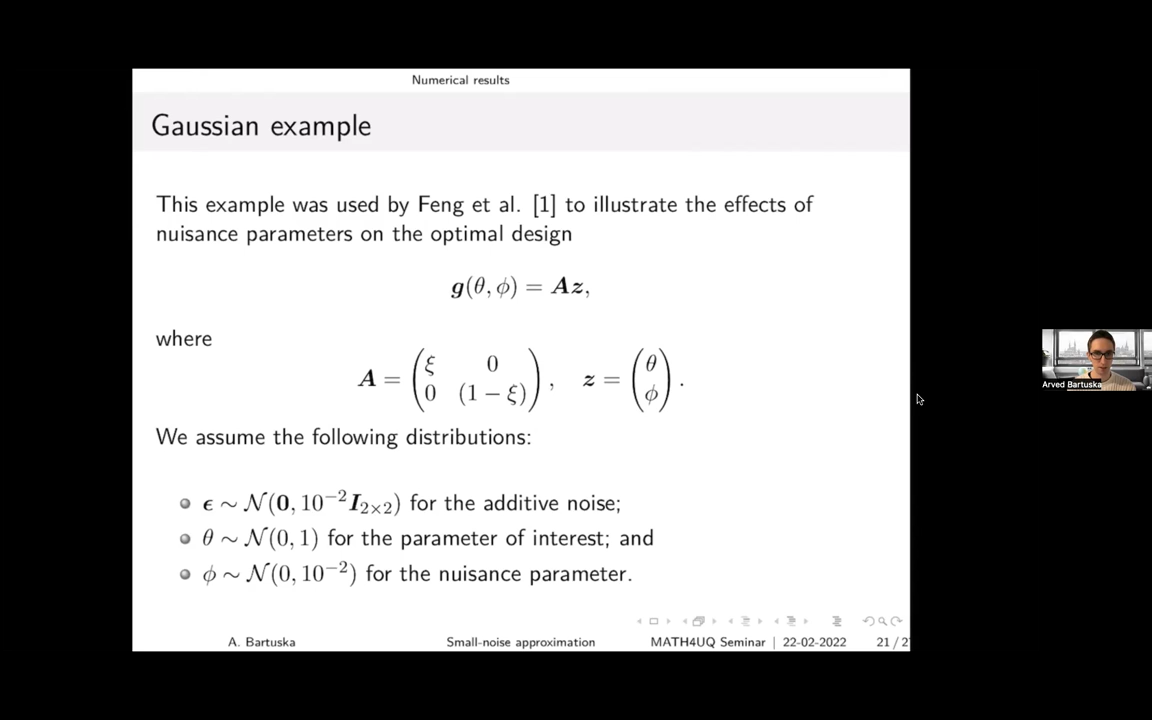 Numerical results
Gaussian example
This example was used by Feng et al. [1] to illustrate the effects of
nuisance parameters on the optimal design
g(θ, ϕ) = Az,
where
A = (ξ 0 0 (1 − ξ)), z = (θ ϕ).
We assume the following distributions:
ϵ ∼ N(0, 10⁻²I₂ₓ₂) for the additive noise;
θ ∼ N(0, 1) for the parameter of interest; and
ϕ ∼ N(0, 10⁻²) for the nuisance parameter.
A. Bartuska Small-noise approximation MATH4UQ Seminar | 22-02-2022 21 / 2
Arved Bartuska